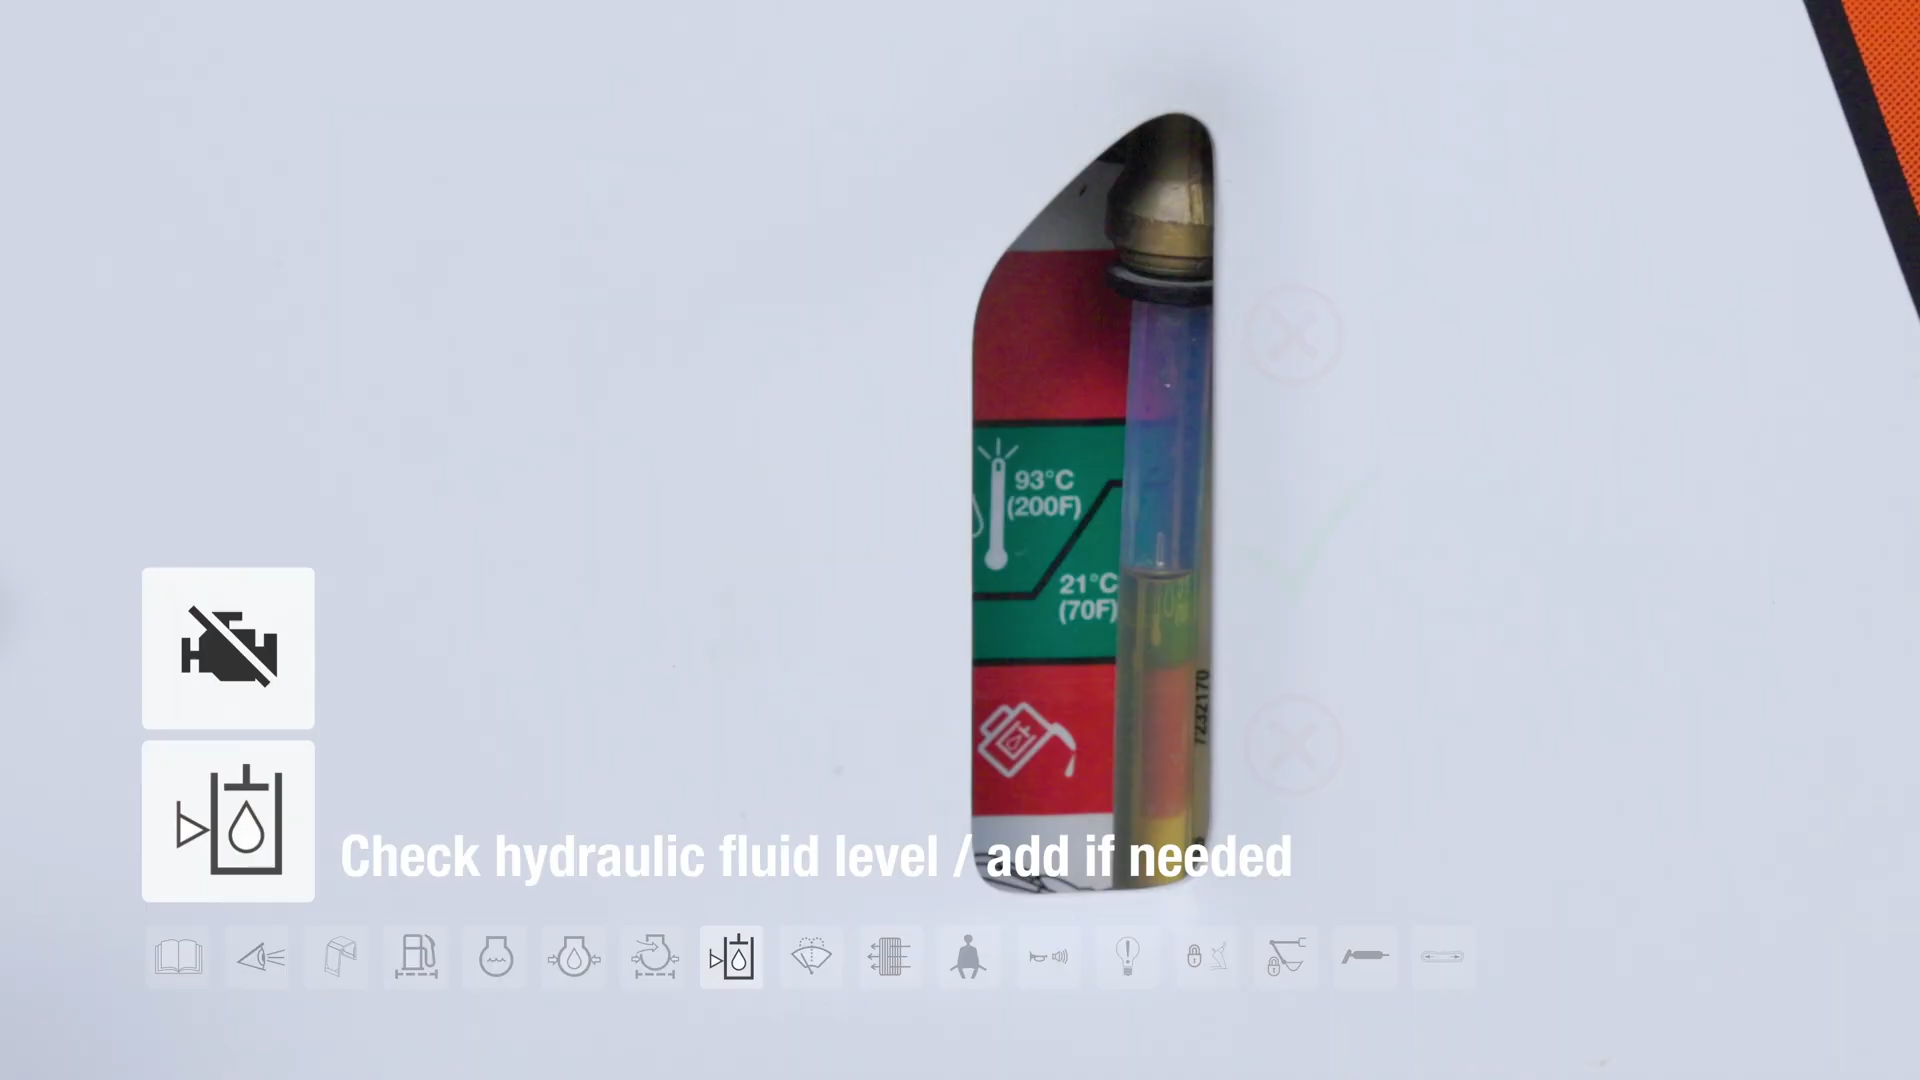 93°C
(200F)
21°C
(70F)
7232170
Check hydraulic fluid level / add if needed